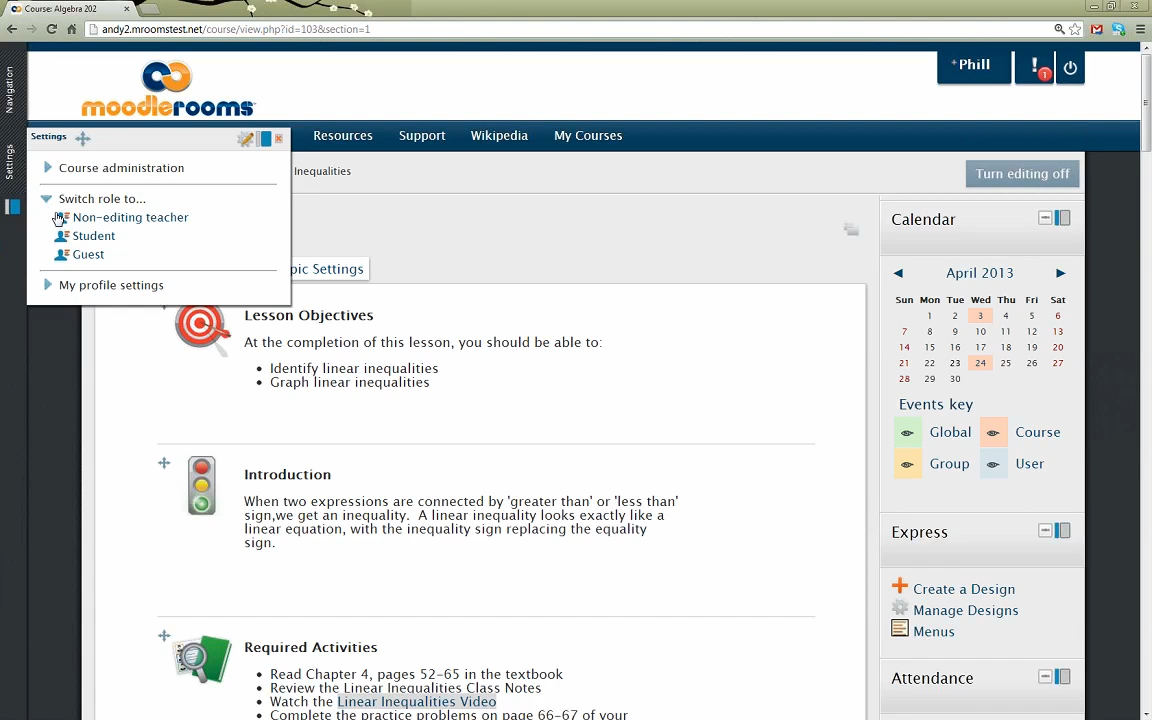 Course: Algebra 202
andy2.mroomstest.net/course/view.php?id=103&section=1
Navigation
Settings
moodlerooms
Phill
! 1
Resources Support Wikipedia My Courses
Settings
Course administration
Switch role to...
Non-editing teacher
Student
Guest
My profile settings
Inequalities
Turn editing off
pic Settings
Lesson Objectives
At the completion of this lesson, you should be able to:
• Identify linear inequalities
• Graph linear inequalities
Introduction
When two expressions are connected by 'greater than' or 'less than'
sign,we get an inequality. A linear inequality looks exactly like a
linear equation, with the inequality sign replacing the equality
sign.
Required Activities
• Read Chapter 4, pages 52-65 in the textbook
• Review the Linear Inequalities Class Notes
• Watch the Linear Inequalities Video
• Complete the practice problems on page 66-67 of your
Calendar
April 2013
Sun Mon Tue Wed Thu Fri Sat
1 2 3 4 5 6
7 8 9 10 11 12 13
14 15 16 17 18 19 20
21 22 23 24 25 26 27
28 29 30
Events key
Global Course
Group User
Express
Create a Design
Manage Designs
Menus
Attendance